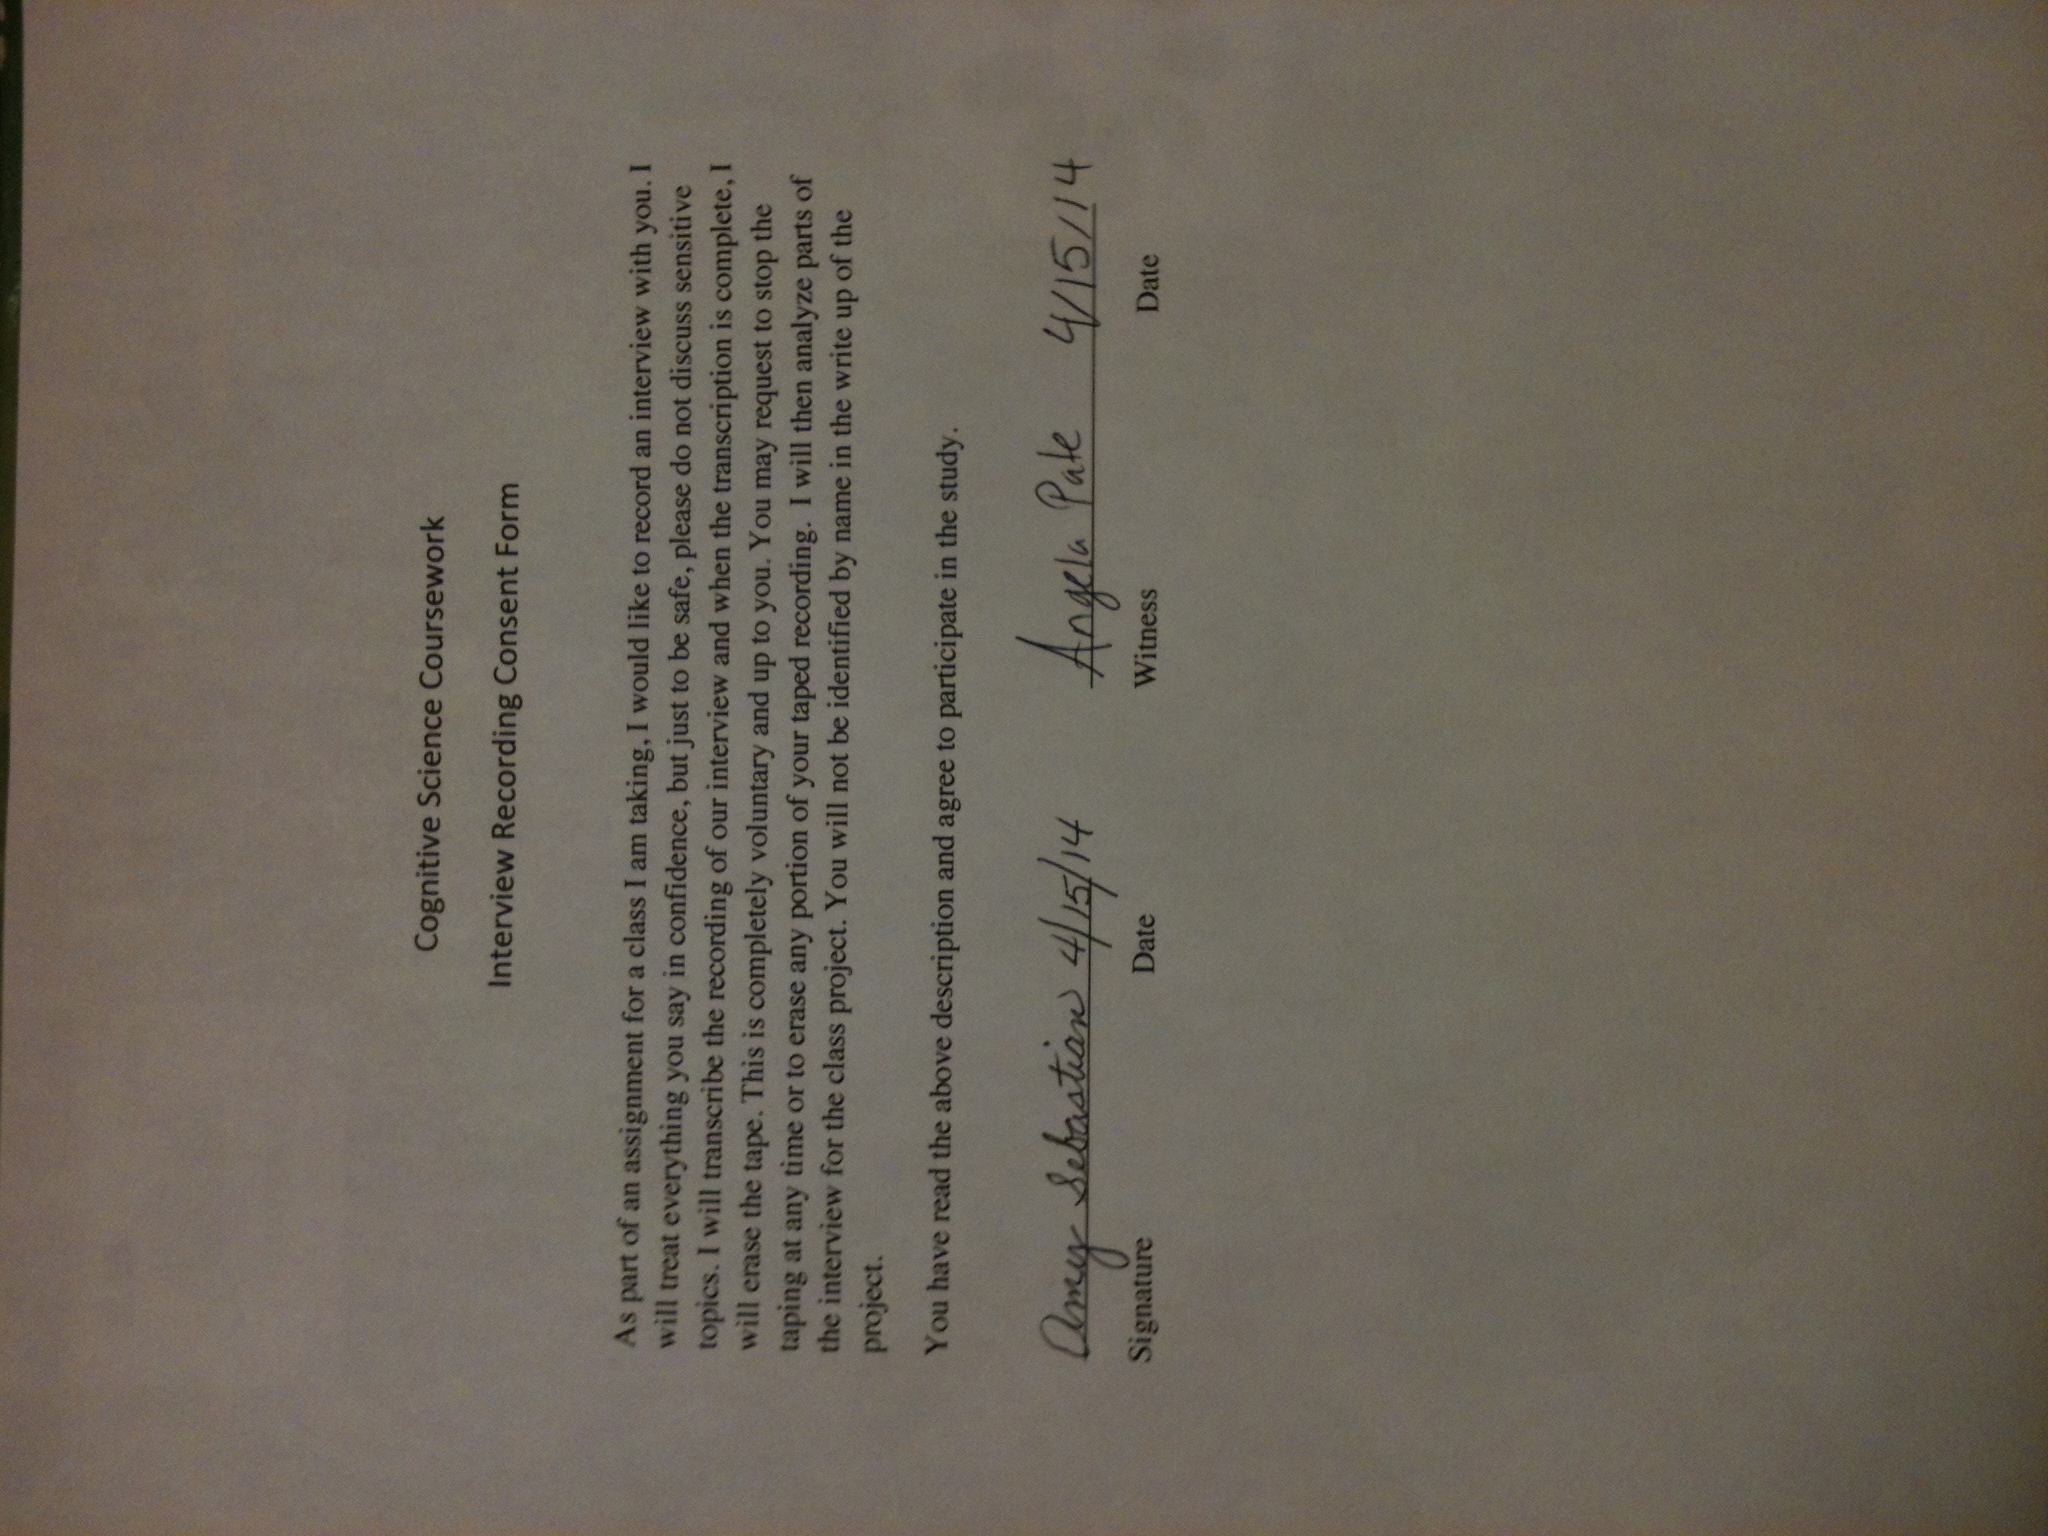 Cognitive Science Coursework
Interview Recording Consent Form
As part of an assignment for a class I am taking, I would like to record an interview with you. I
will treat everything you say in confidence, but just to be safe, please do not discuss sensitive
topics. I will transcribe the recording of our interview and when the transcription is complete, I
will erase the tape. This is completely voluntary and up to you. You may request to stop the
taping at any time or to erase any portion of your taped recording.  I will then analyze parts of
the interview for the class project. You will not be identified by name in the write up of the
project.
You have read the above description and agree to participate in the study.
Amy Sebastian 4/15/14 Angela Pate 4/15/14
Signature Date Witness Date